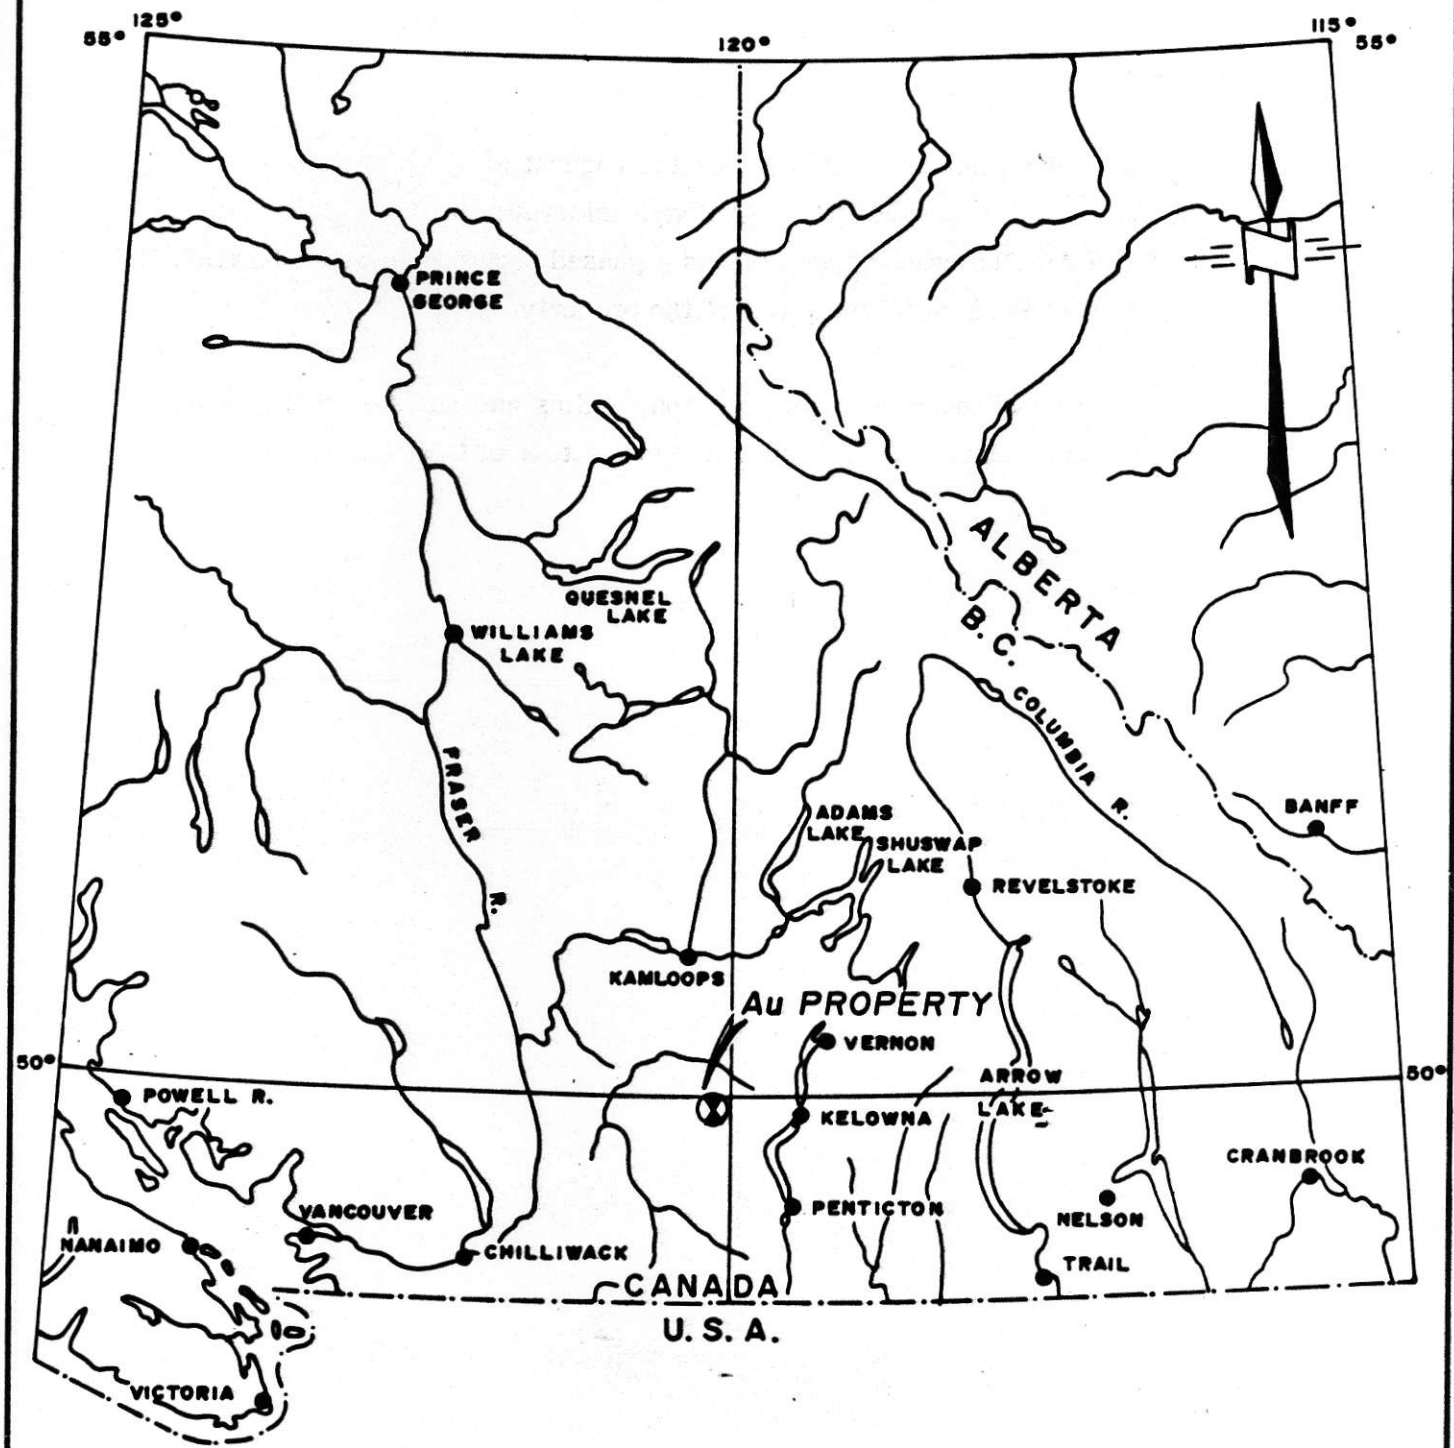 125°
55°
120°
115°
55°
PRINCE
GEORGE
ALBERTA
B.C.
QUESNEL
LAKE
WILLIAMS
LAKE
COLUMBIA R.
FRASER R.
ADAMS
LAKE
SHUSWAP
LAKE
BANFF
REVELSTOKE
KAMLOOPS
Au PROPERTY
VERNON
50°
50°
ARROW
LAKE
POWELL R.
KELOWNA
CRANBROOK
VANCOUVER
PENTICTON
NELSON
NANAIMO
CHILLIWACK
TRAIL
CANADA
U.S.A.
VICTORIA